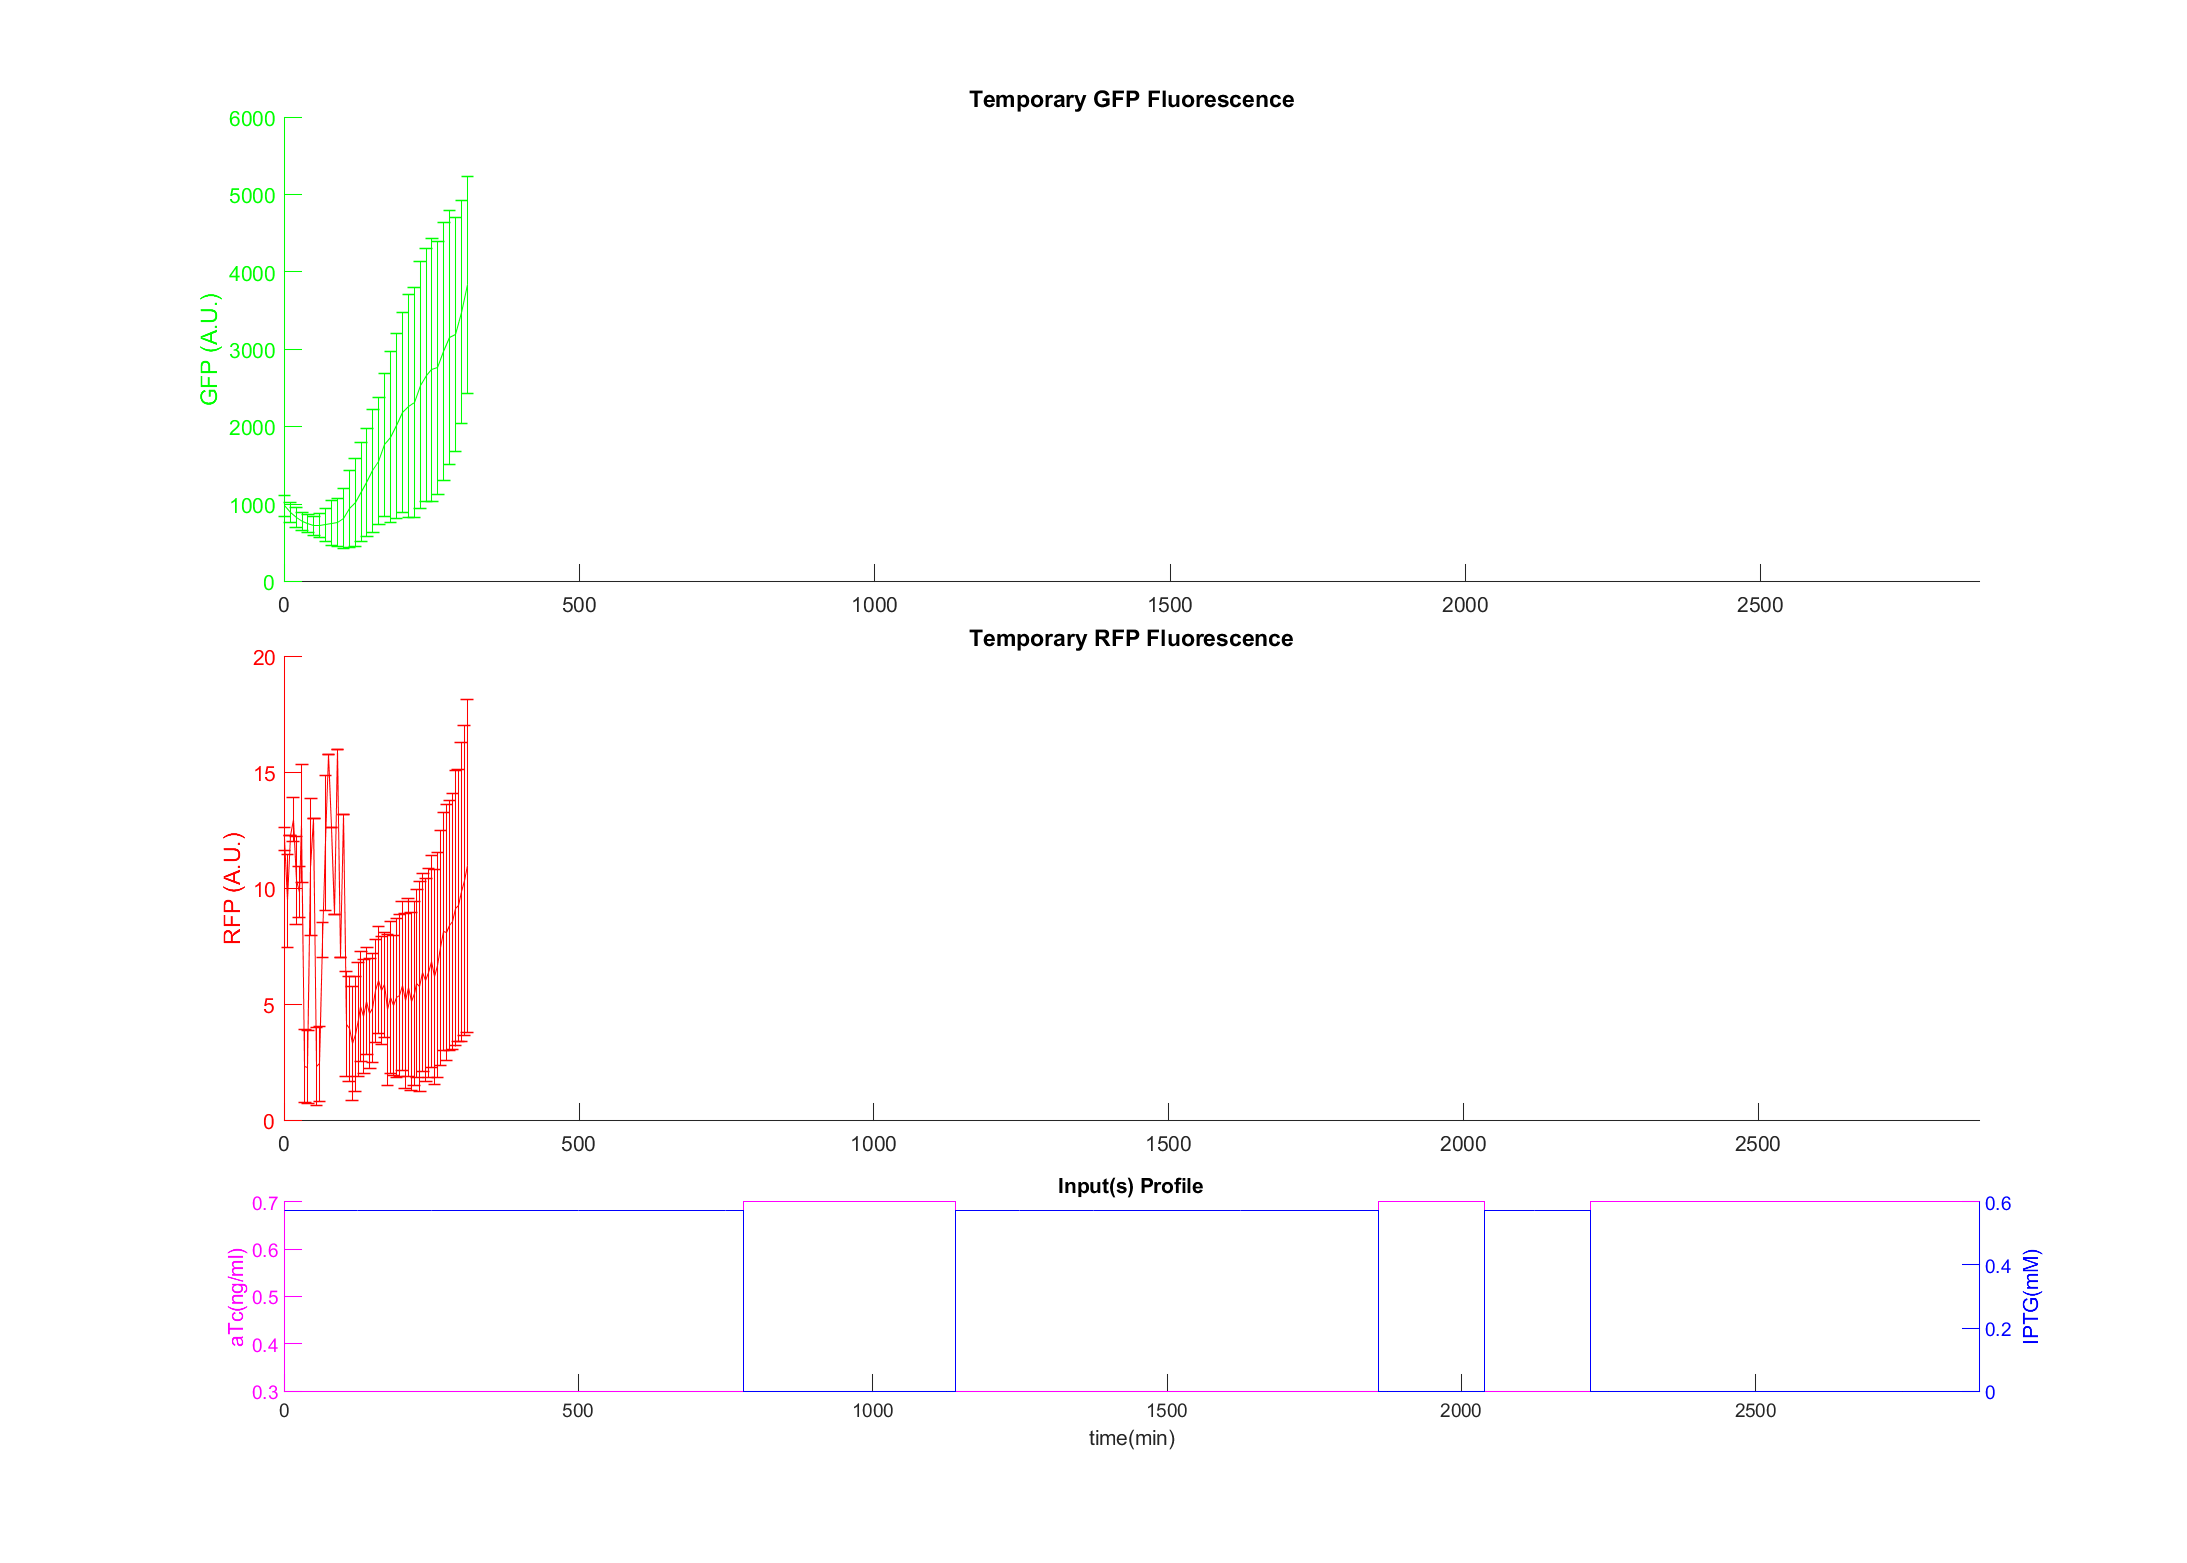 Temporary GFP Fluorescence
6000
5000
4000
3000
2000
1000
0
GFP (A.U.)
0 500 1000 1500 2000 2500
Temporary RFP Fluorescence
20
15
10
5
0
RFP (A.U.)
0 500 1000 1500 2000 2500
Input(s) Profile
0.7
0.6
0.5
0.4
0.3
aTc(ng/ml)
0.6
0.4
0.2
0
IPTG(mM)
0 500 1000 1500 2000 2500
time(min)